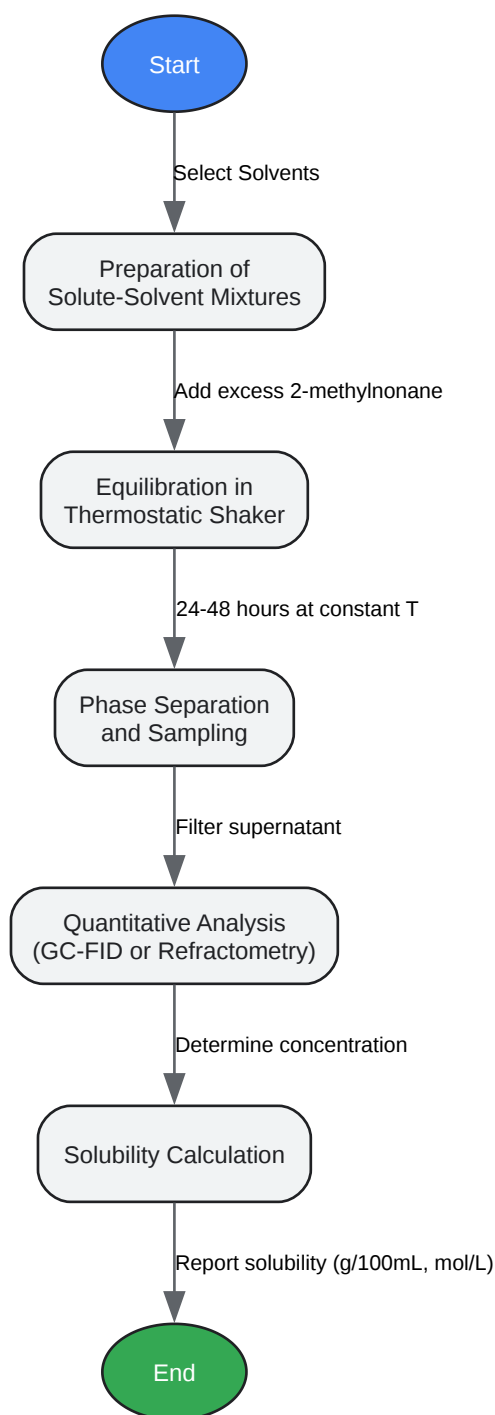 Start
Select Solvents
Preparation of
Solute-Solvent Mixtures
Add excess 2-methylnonane
Equilibration in
Thermostatic Shaker
24-48 hours at constant T
Phase Separation
and Sampling
Filter supernatant
Quantitative Analysis
(GC-FID or Refractometry)
Determine concentration
Solubility Calculation
Report solubility (g/100mL, mol/L)
End